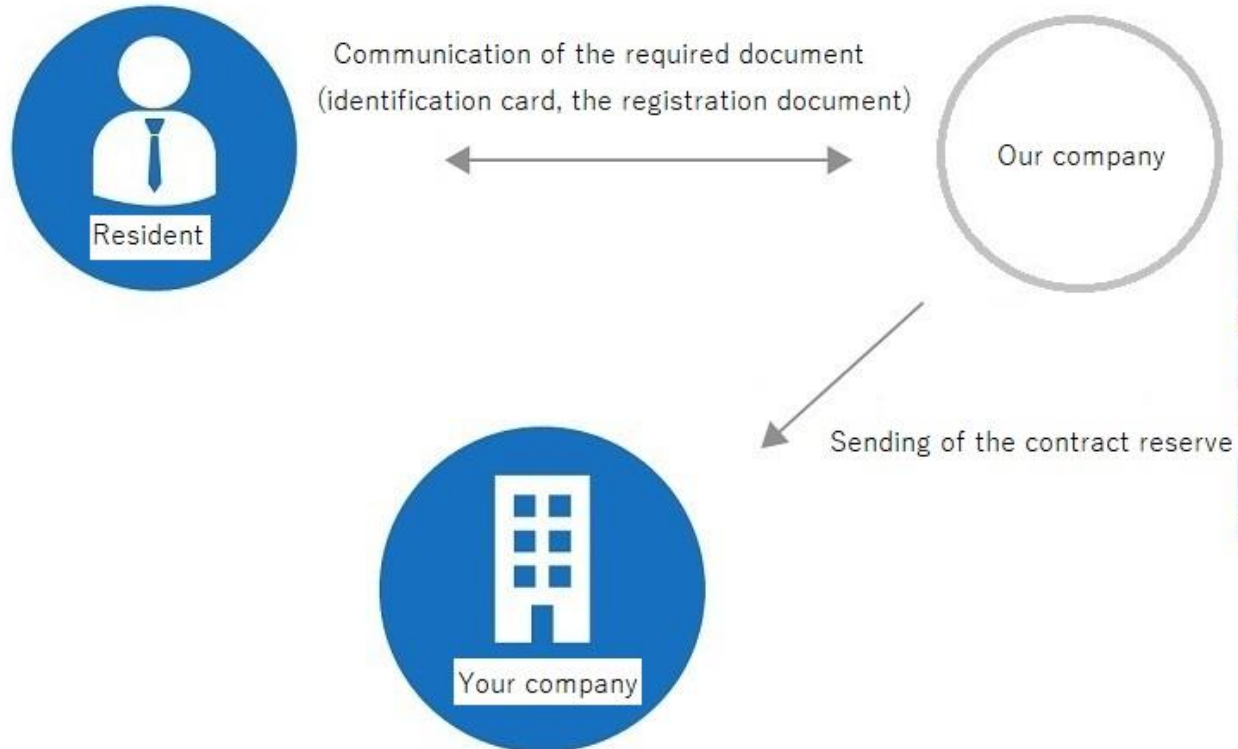 Communication of the required document
(identification card, the registration document)
Our company
Resident
Sending of the contract reserve
Your company